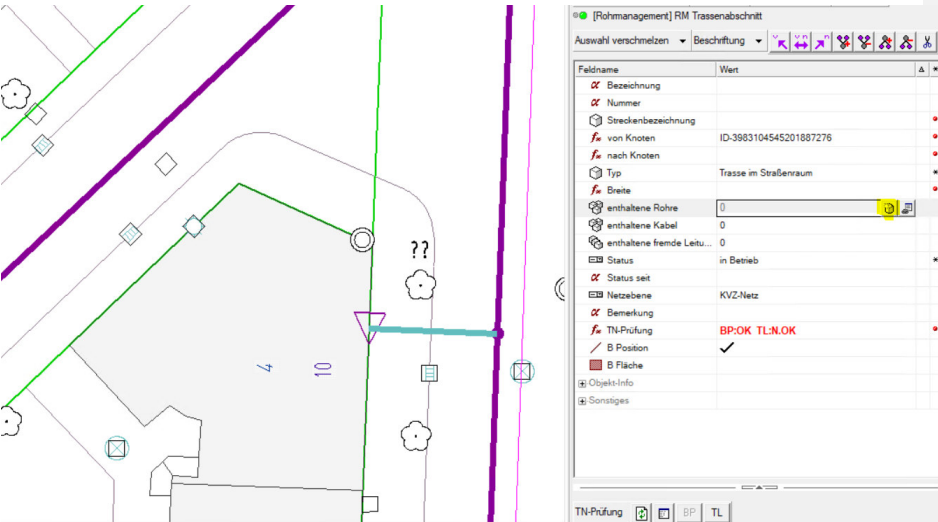 [Rohrmanagement] RM Trassenabschnitt
Auswahl verschmelzen Beschriftung
Feldname Wert
Bezeichnung
Nummer
Streckenbezeichnung
von Knoten ID-3983104545201887276
nach Knoten
Typ Trasse im Straßenraum
Breite
enthaltene Rohre 0
enthaltene Kabel 0
enthaltene fremde Leitu... 0
Status in Betrieb
Status seit
Netzebene KVZ-Netz
Bemerkung
TN-Prüfung BP:OK TL:N.OK
B Position
B Fläche
Objekt-Info
Sonstiges
TN-Prüfung BP TL
??
4
10